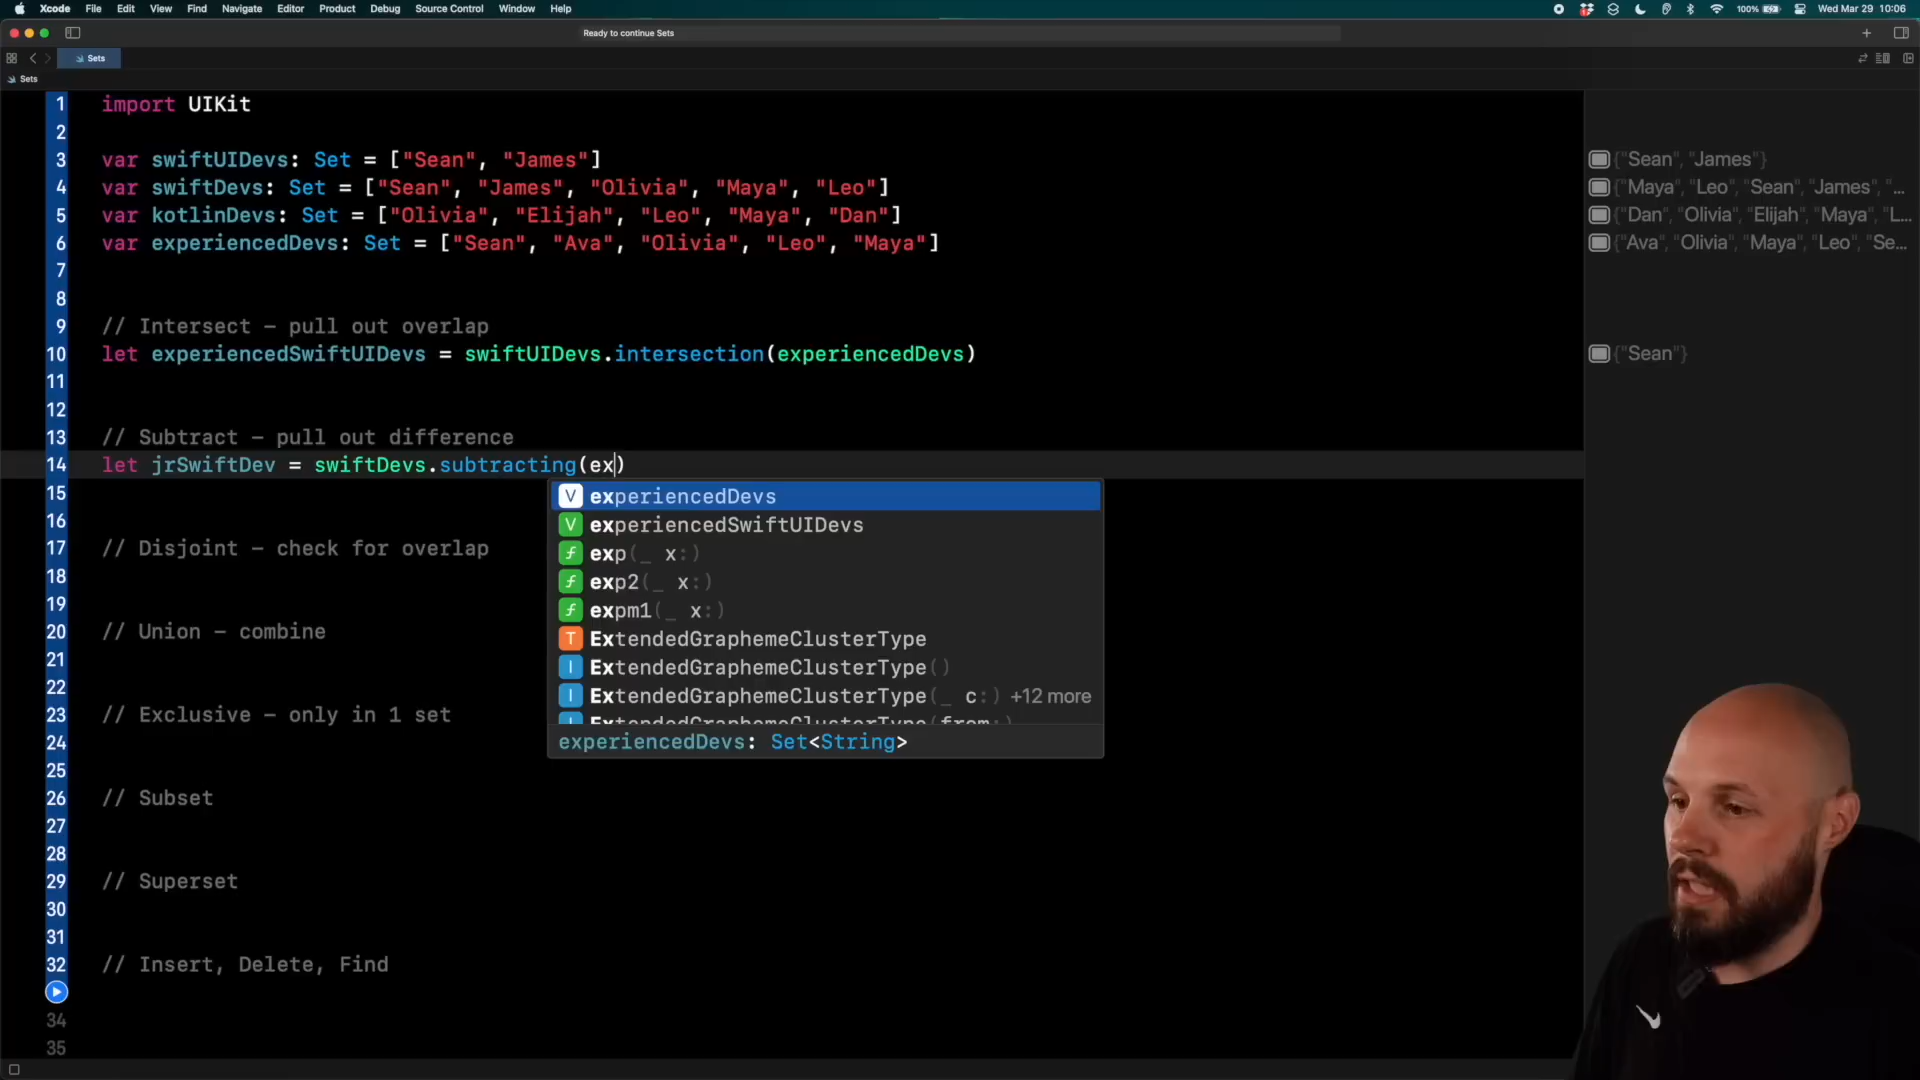 Xcode File Edit View Find Navigate Editor Product Debug Source Control Window Help 100% Wed Mar 29 10:06
Ready to continue Sets
Sets
Sets
1 import UIKit
2
3 var swiftUIDevs: Set = ["Sean", "James"]
{"Sean", "James"}
4 var swiftDevs: Set = ["Sean", "James", "Olivia", "Maya", "Leo"]
{"Maya", "Leo", "Sean", "James", "...
5 var kotlinDevs: Set = ["Olivia", "Elijah", "Leo", "Maya", "Dan"]
{"Dan", "Olivia", "Elijah", "Maya", "L...
6 var experiencedDevs: Set = ["Sean", "Ava", "Olivia", "Leo", "Maya"]
{"Ava", "Olivia", "Maya", "Leo", "Se...
7
8
9 // Intersect – pull out overlap
10 let experiencedSwiftUIDevs = swiftUIDevs.intersection(experiencedDevs)
{"Sean"}
11
12
13 // Subtract – pull out difference
14 let jrSwiftDev = swiftDevs.subtracting(ex)
15
V experiencedDevs
16
V experiencedSwiftUIDevs
17 // Disjoint – check for overlap
f exp(_ x:)
18
f exp2(_ x:)
19
f expm1(_ x:)
20 // Union – combine
T ExtendedGraphemeClusterType
21
I ExtendedGraphemeClusterType()
22
I ExtendedGraphemeClusterType(_ c:) +12 more
23 // Exclusive – only in 1 set
I ExtendedGraphemeClusterType(from:)
24
experiencedDevs: Set<String>
25
26 // Subset
27
28
29 // Superset
30
31
32 // Insert, Delete, Find
34
35